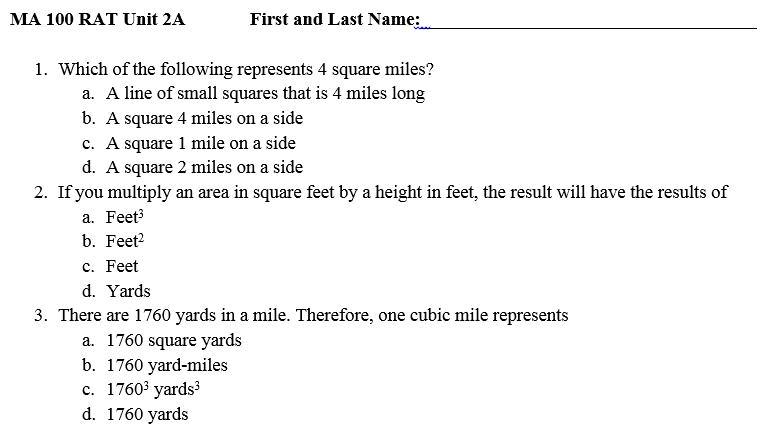 MA 100 RAT Unit 2A First and Last Name:
1. Which of the following represents 4 square miles?
a. A line of small squares that is 4 miles long
b. A square 4 miles on a side
c. A square 1 mile on a side
d. A square 2 miles on a side
2. If you multiply an area in square feet by a height in feet, the result will have the results of
a. Feet³
b. Feet²
c. Feet
d. Yards
3. There are 1760 yards in a mile. Therefore, one cubic mile represents
a. 1760 square yards
b. 1760 yard-miles
c. 1760³ yards³
d. 1760 yards